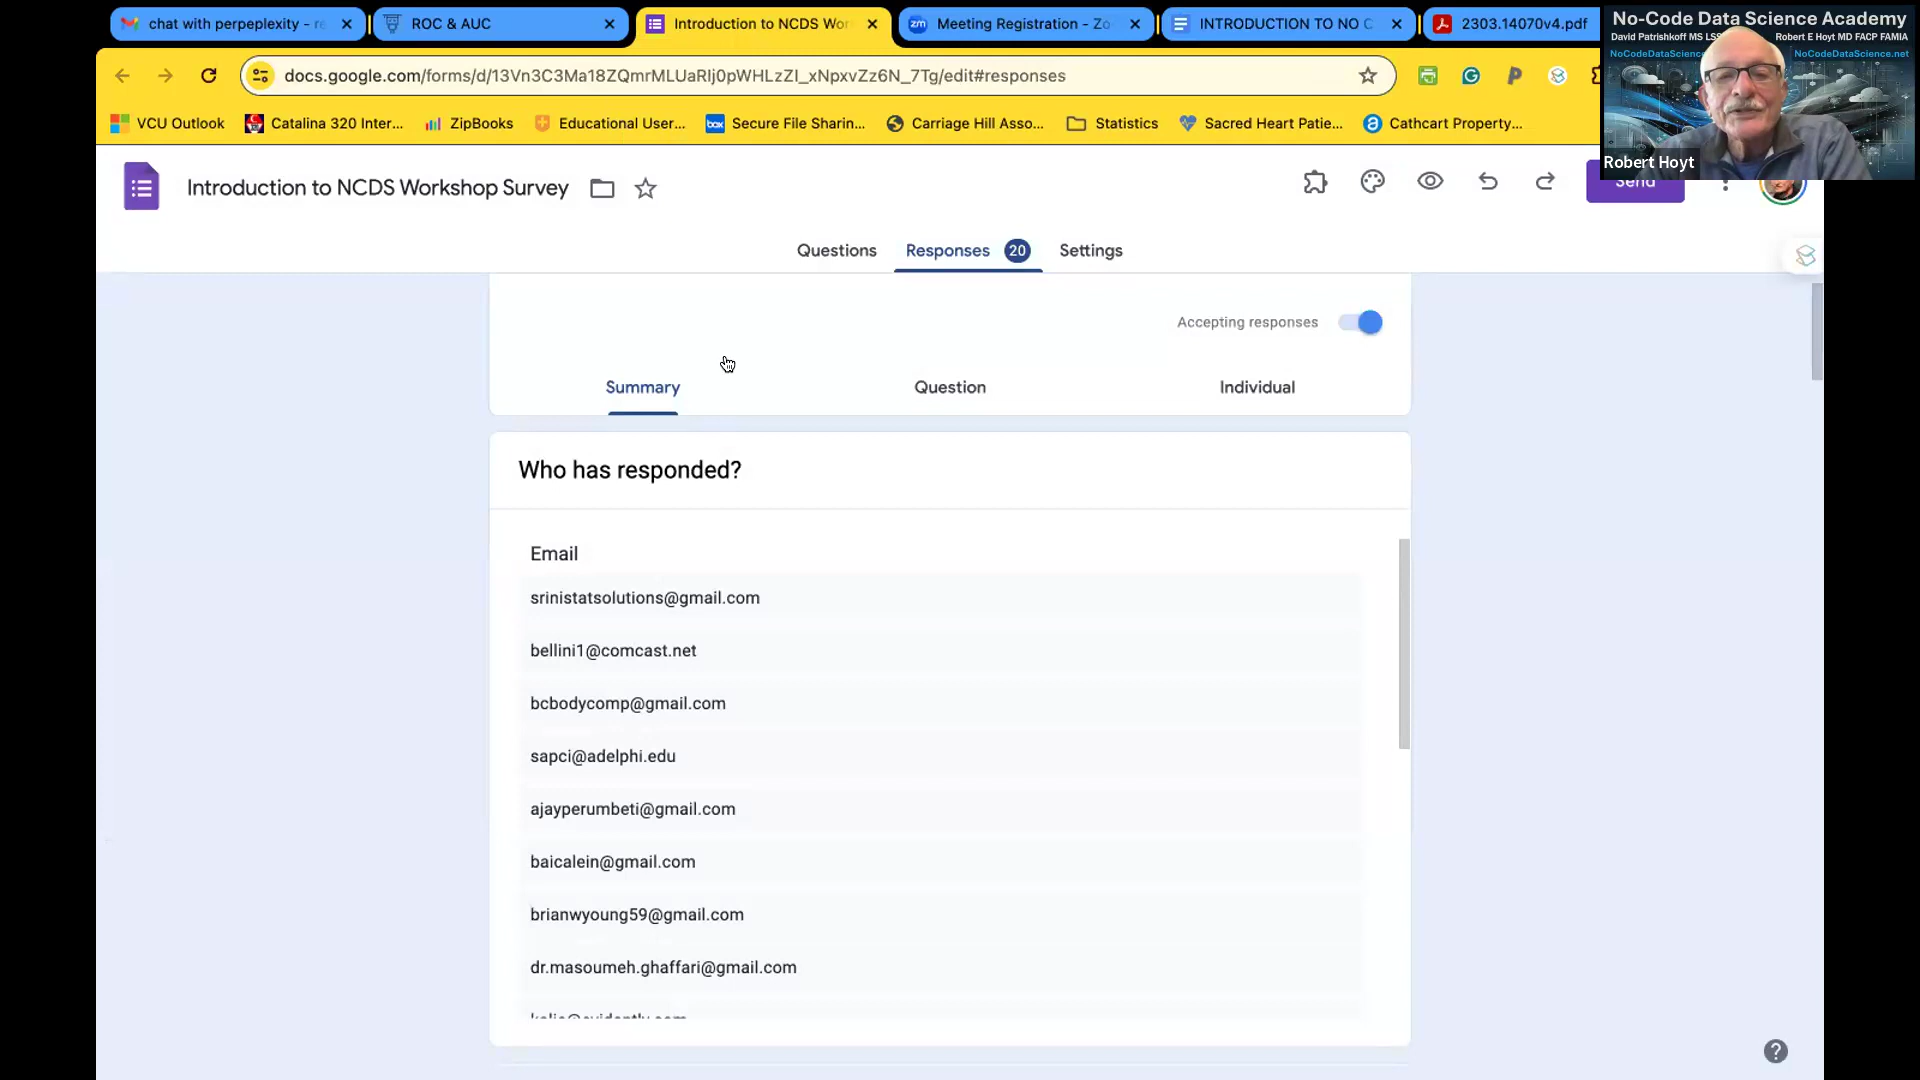 chat with perpeplexity - re
ROC & AUC
Introduction to NCDS Wor
Meeting Registration - Zo
INTRODUCTION TO NO C
2303.14070v4.pdf
No-Code Data Science Academy
David Patrishkoff MS LSS
Robert E Hoyt MD FACP FAMIA
NoCodeDataScience
NoCodeDataScience.net
docs.google.com/forms/d/13Vn3C3Ma18ZQmrMLUaRIj0pWHLzZI_xNpxvZz6N_7Tg/edit#responses
VCU Outlook
Catalina 320 Inter...
ZipBooks
Educational User...
Secure File Sharin...
Carriage Hill Asso...
Statistics
Sacred Heart Patie...
Cathcart Property...
Robert Hoyt
Introduction to NCDS Workshop Survey
Send
Questions
Responses 20
Settings
Accepting responses
Summary
Question
Individual
Who has responded?
Email
srinistatsolutions@gmail.com
bellini1@comcast.net
bcbodycomp@gmail.com
sapci@adelphi.edu
ajayperumbeti@gmail.com
baicalein@gmail.com
brianwyoung59@gmail.com
dr.masoumeh.ghaffari@gmail.com